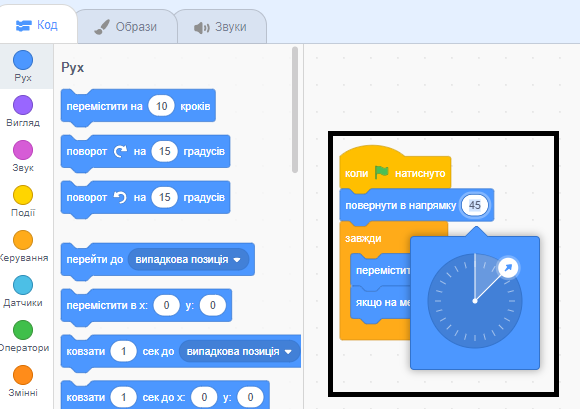 Код
Образи
Звуки
Рух
Вигляд
Звук
Події
Керування
Датчики
Оператори
Змінні
Рух
перемістити на 10 кроків
поворот на 15 градусів
поворот на 15 градусів
перейти до випадкова позиція
перемістити в x: 0 y: 0
ковзати 1 сек до випадкова позиція
ковзати 1 сек до x: 0 y: 0
коли натиснуто
повернути в напрямку 45
завжди
перемістит
якщо на ме